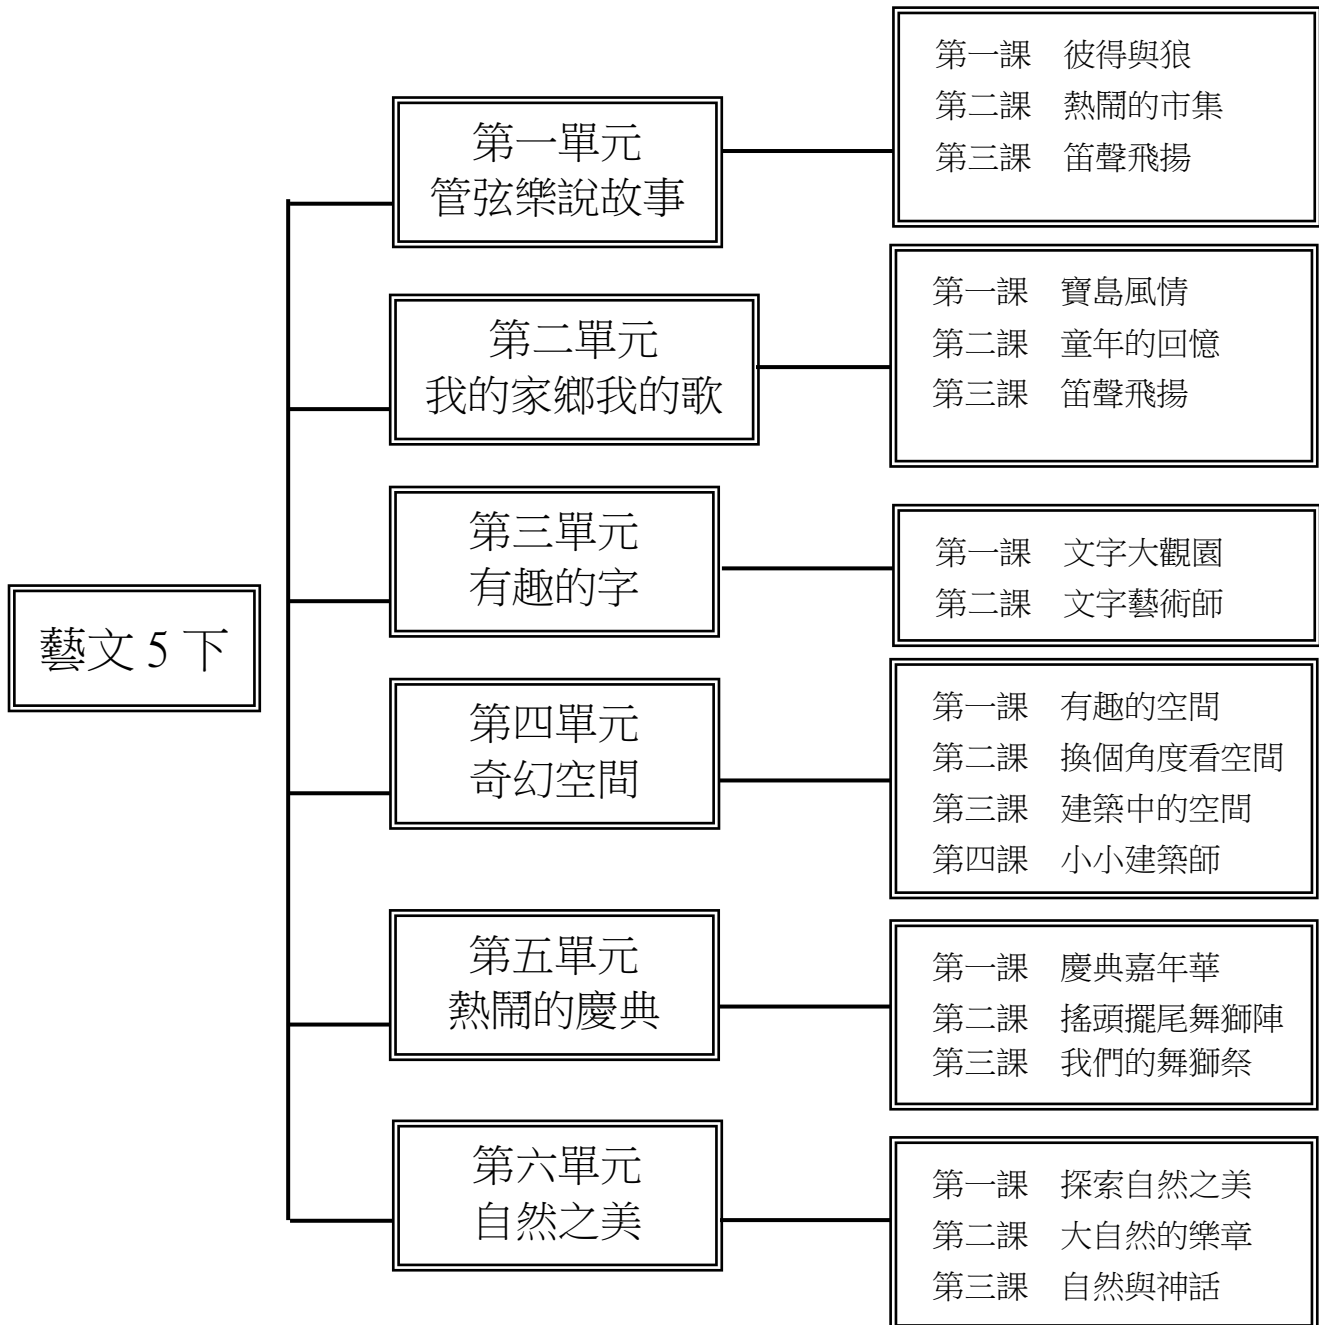 藝文 5 下
第一單元
管弦樂說故事
第一課　彼得與狼
第二課　熱鬧的市集
第三課　笛聲飛揚
第二單元
我的家鄉我的歌
第一課　寶島風情
第二課　童年的回憶
第三課　笛聲飛揚
第三單元
有趣的字
第一課　文字大觀園
第二課　文字藝術師
第四單元
奇幻空間
第一課　有趣的空間
第二課　換個角度看空間
第三課　建築中的空間
第四課　小小建築師
第五單元
熱鬧的慶典
第一課　慶典嘉年華
第二課　搖頭擺尾舞獅陣
第三課　我們的舞獅祭
第六單元
自然之美
第一課　探索自然之美
第二課　大自然的樂章
第三課　自然與神話